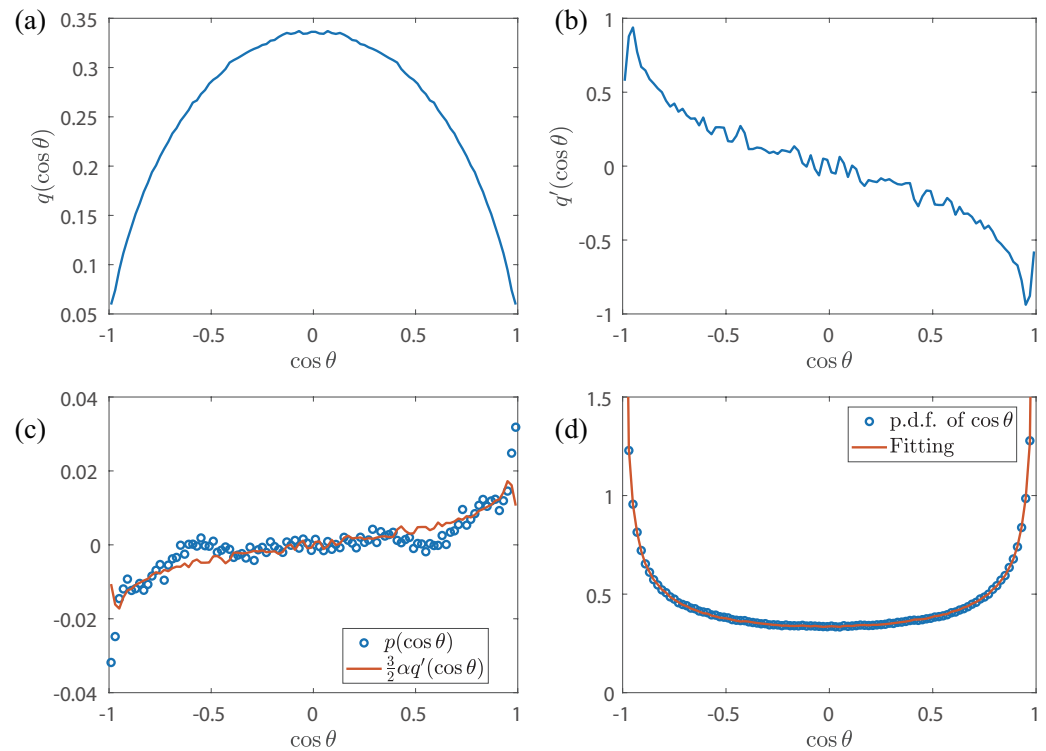 (a)
0.35
0.3
0.25
0.2
0.15
0.1
0.05
q(cos θ)
-1 -0.5 0 0.5 1
cos θ
(b)
1
0.5
0
-0.5
-1
q′(cos θ)
-1 -0.5 0 0.5 1
cos θ
(c)
0.04
0.02
0
-0.02
-0.04
p(cos θ)
3/2 αq′(cos θ)
-1 -0.5 0 0.5 1
cos θ
(d)
1.5
1
0.5
0
p.d.f. of cos θ
Fitting
-1 -0.5 0 0.5 1
cos θ